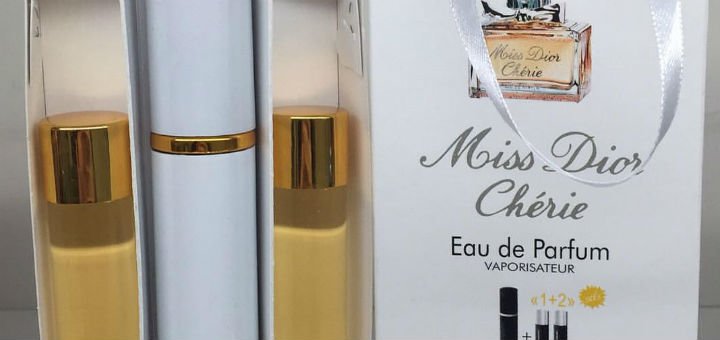 Miss Dior
Chérie
Miss Dior
Chérie
Eau de Parfum
VAPORISATEUR
«1+2»
+